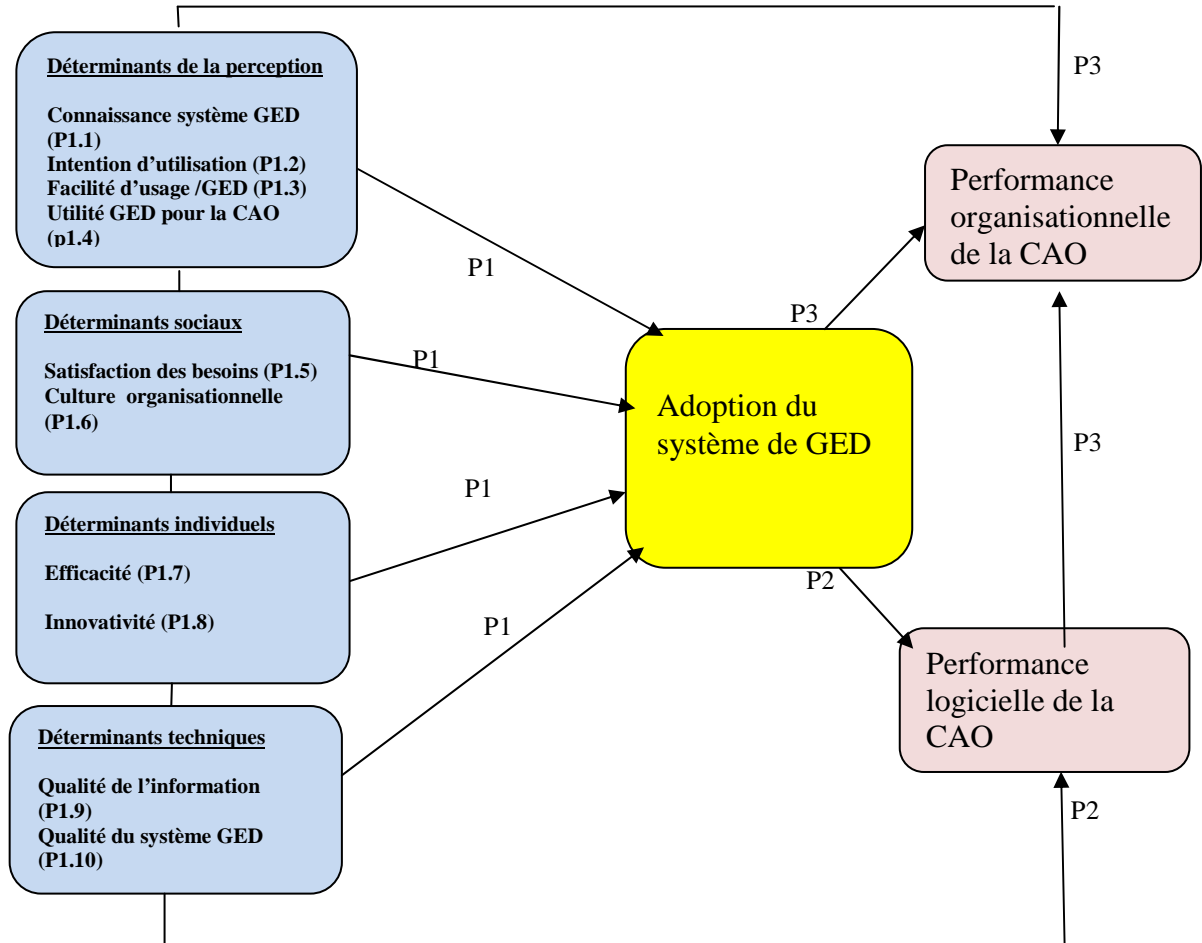 Déterminants de la perception
Connaissance système GED
(P1.1)
Intention d’utilisation (P1.2)
Facilité d’usage /GED (P1.3)
Utilité GED pour la CAO
(p1.4)
P3
Performance
organisationnelle
de la CAO
P1
Déterminants sociaux
Satisfaction des besoins (P1.5)
Culture organisationnelle
(P1.6)
P1
P3
Adoption du
système de GED
P3
P1
Déterminants individuels
Efficacité (P1.7)
Innovativité (P1.8)
P1
P2
Performance
logicielle de la
CAO
Déterminants techniques
Qualité de l’information
(P1.9)
Qualité du système GED
(P1.10)
P2